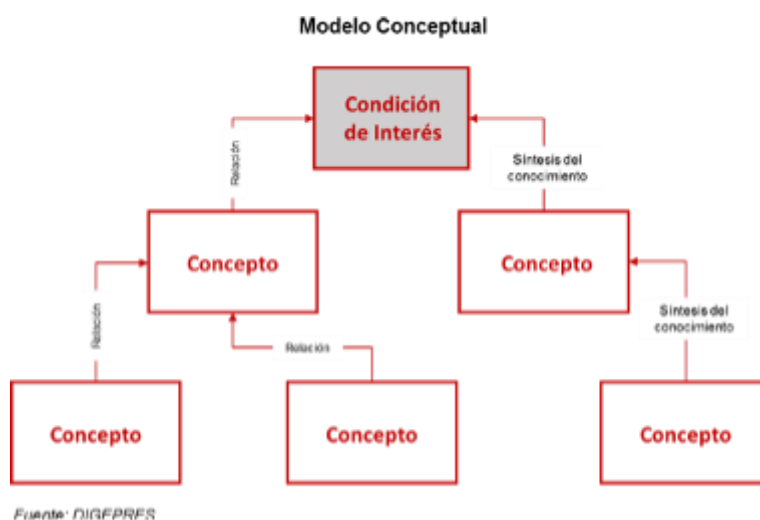 Modelo Conceptual
Condición
de Interés
Relación
Síntesis del
conocimiento
Concepto
Concepto
Relación
Relación
Síntesis del
conocimiento
Concepto
Concepto
Concepto
Fuente: DIGEPRES